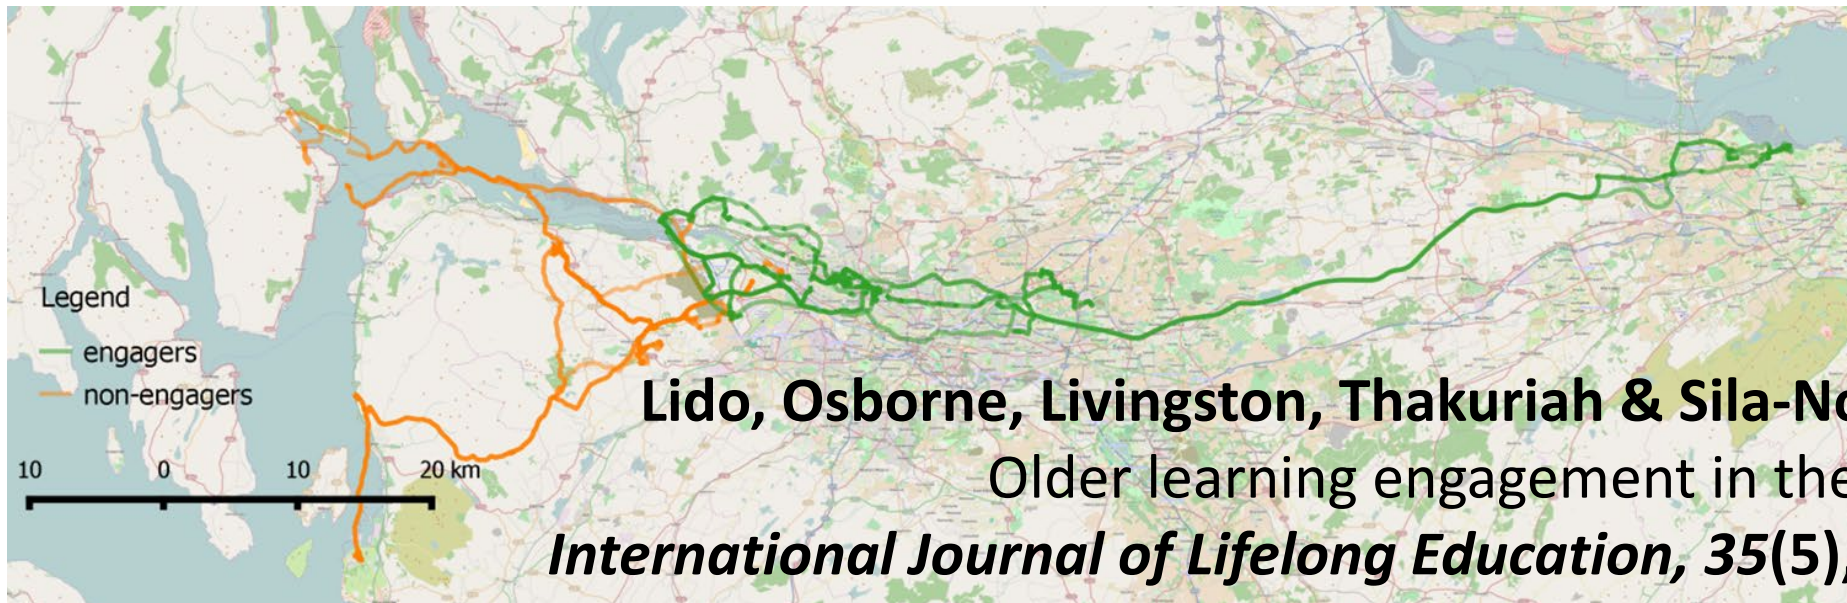 Legend
engagers
non-engagers
10 0 10 20 km
Lido, Osborne, Livingston, Thakuriah & Sila-No
Older learning engagement in the
International Journal of Lifelong Education, 35(5),